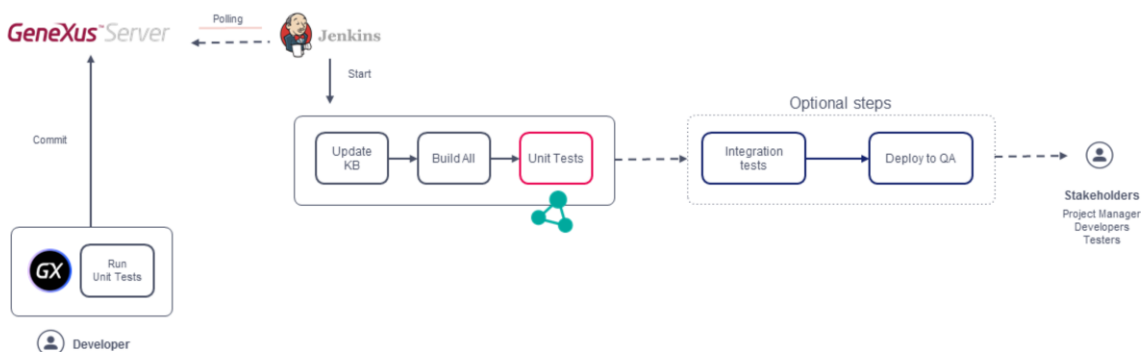 GeneXus™ Server
Polling
Jenkins
Start
Commit
Optional steps
Update
KB
Build All
Unit Tests
Integration
tests
Deploy to QA
Stakeholders
Project Manager
Developers
Testers
GX
Run
Unit Tests
Developer